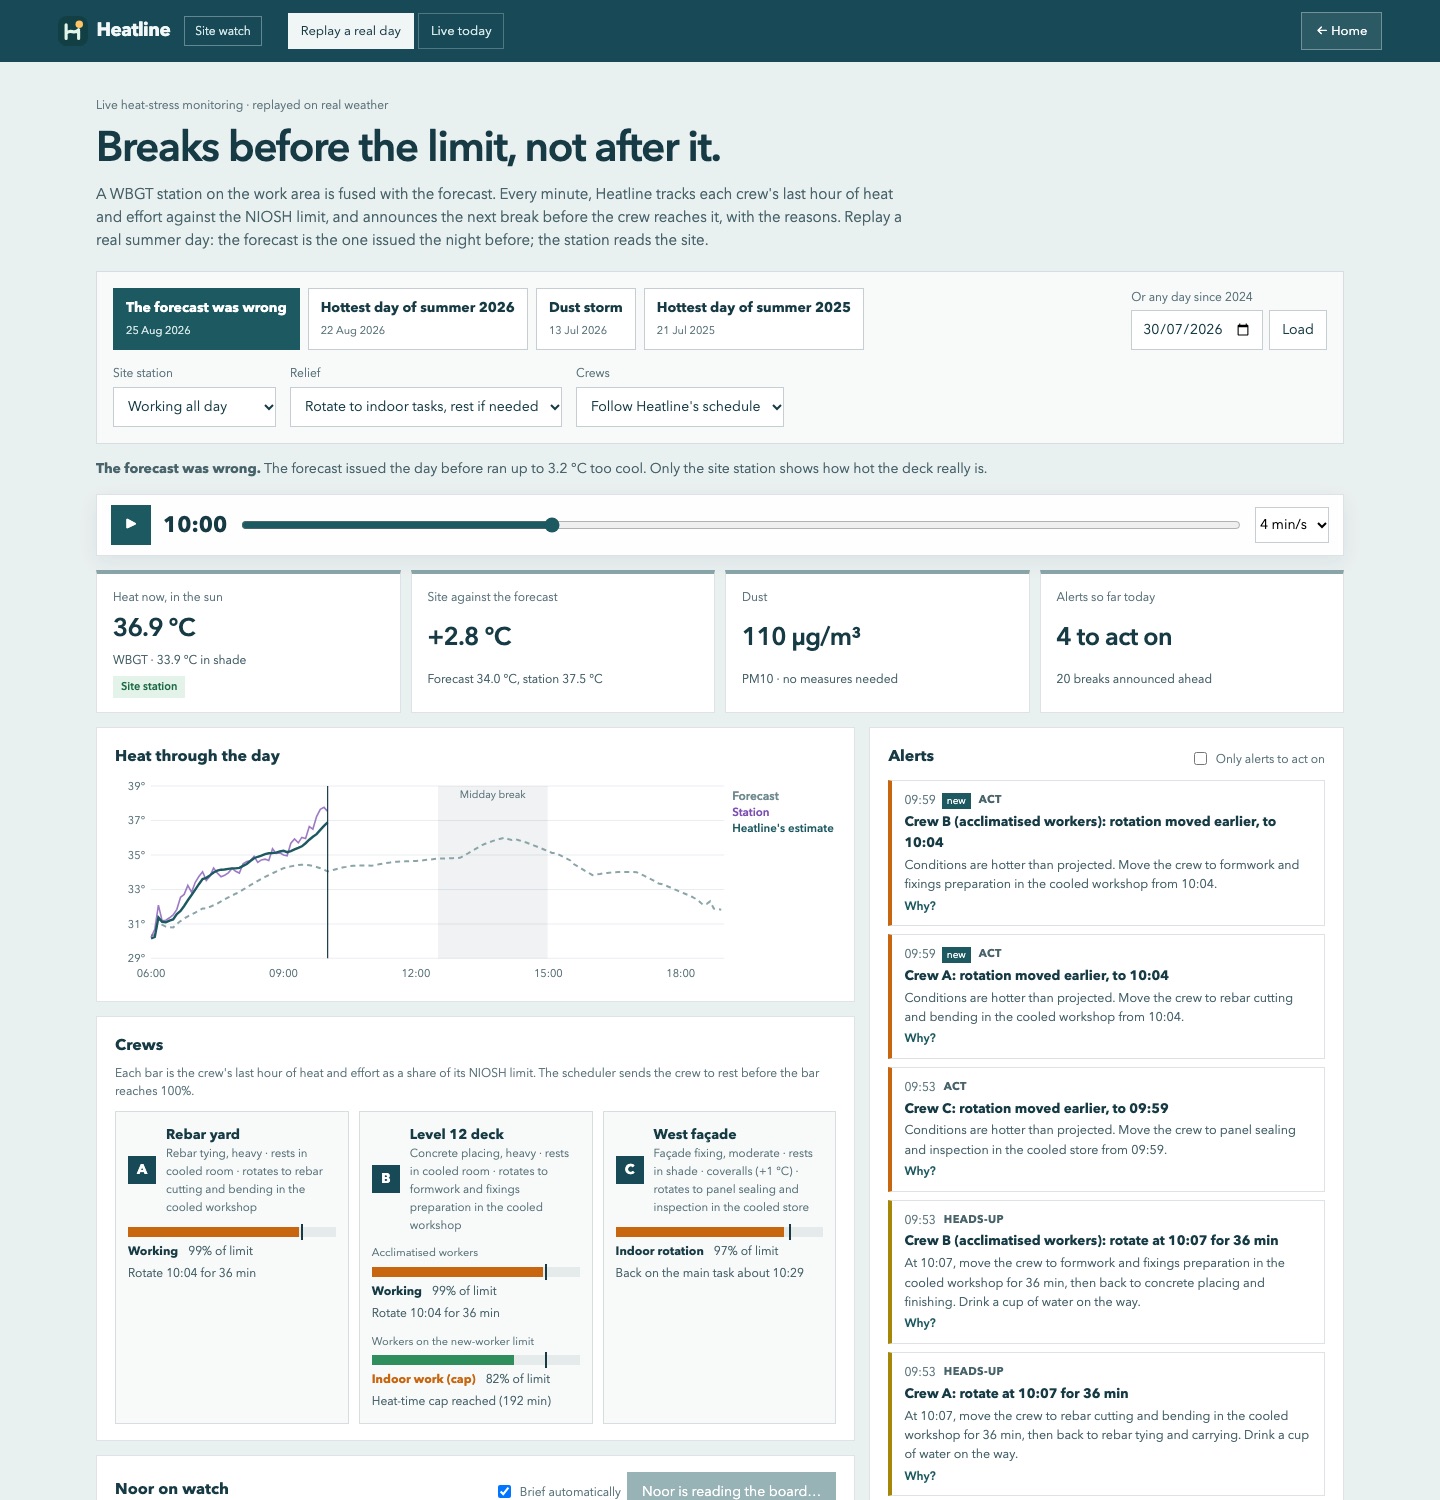 Heatline
Site watch
Replay a real day
Live today
← Home
Live heat-stress monitoring · replayed on real weather
Breaks before the limit, not after it.
A WBGT station on the work area is fused with the forecast. Every minute, Heatline tracks each crew's last hour of heat
and effort against the NIOSH limit, and announces the next break before the crew reaches it, with the reasons. Replay a
real summer day: the forecast is the one issued the night before; the station reads the site.
The forecast was wrong
25 Aug 2026
Hottest day of summer 2026
22 Aug 2026
Dust storm
13 Jul 2026
Hottest day of summer 2025
21 Jul 2025
Or any day since 2024
30/07/2026
Load
Site station
Working all day
Relief
Rotate to indoor tasks, rest if needed
Crews
Follow Heatline's schedule
The forecast was wrong. The forecast issued the day before ran up to 3.2 °C too cool. Only the site station shows how hot the deck really is.
10:00
4 min/s
Heat now, in the sun
36.9 °C
WBGT · 33.9 °C in shade
Site station
Site against the forecast
+2.8 °C
Forecast 34.0 °C, station 37.5 °C
Dust
110 µg/m³
PM10 · no measures needed
Alerts so far today
4 to act on
20 breaks announced ahead
Heat through the day
39°
37°
35°
33°
31°
29°
06:00
09:00
12:00
15:00
18:00
Midday break
Forecast
Station
Heatline's estimate
Crews
Each bar is the crew's last hour of heat and effort as a share of its NIOSH limit. The scheduler sends the crew to rest before the bar
reaches 100%.
A
Rebar yard
Rebar tying, heavy · rests in
cooled room · rotates to rebar
cutting and bending in the
cooled workshop
Working 99% of limit
Rotate 10:04 for 36 min
B
Level 12 deck
Concrete placing, heavy · rests
in cooled room · rotates to
formwork and fixings
preparation in the cooled
workshop
Acclimatised workers
Working 99% of limit
Rotate 10:04 for 36 min
Workers on the new-worker limit
Indoor work (cap) 82% of limit
Heat-time cap reached (192 min)
C
West façade
Façade fixing, moderate · rests
in shade · coveralls (+1 °C) ·
rotates to panel sealing and
inspection in the cooled store
Indoor rotation 97% of limit
Back on the main task about 10:29
Noor on watch
Brief automatically
Noor is reading the board...
Alerts
Only alerts to act on
09:59 new ACT
Crew B (acclimatised workers): rotation moved earlier, to
10:04
Conditions are hotter than projected. Move the crew to formwork and
fixings preparation in the cooled workshop from 10:04.
Why?
09:59 new ACT
Crew A: rotation moved earlier, to 10:04
Conditions are hotter than projected. Move the crew to rebar cutting
and bending in the cooled workshop from 10:04.
Why?
09:53 ACT
Crew C: rotation moved earlier, to 09:59
Conditions are hotter than projected. Move the crew to panel sealing
and inspection in the cooled store from 09:59.
Why?
09:53 HEADS-UP
Crew B (acclimatised workers): rotate at 10:07 for 36 min
At 10:07, move the crew to formwork and fixings preparation in the
cooled workshop for 36 min, then back to concrete placing and
finishing. Drink a cup of water on the way.
Why?
09:53 HEADS-UP
Crew A: rotate at 10:07 for 36 min
At 10:07, move the crew to rebar cutting and bending in the cooled
workshop for 36 min, then back to rebar tying and carrying. Drink a cup
of water on the way.
Why?